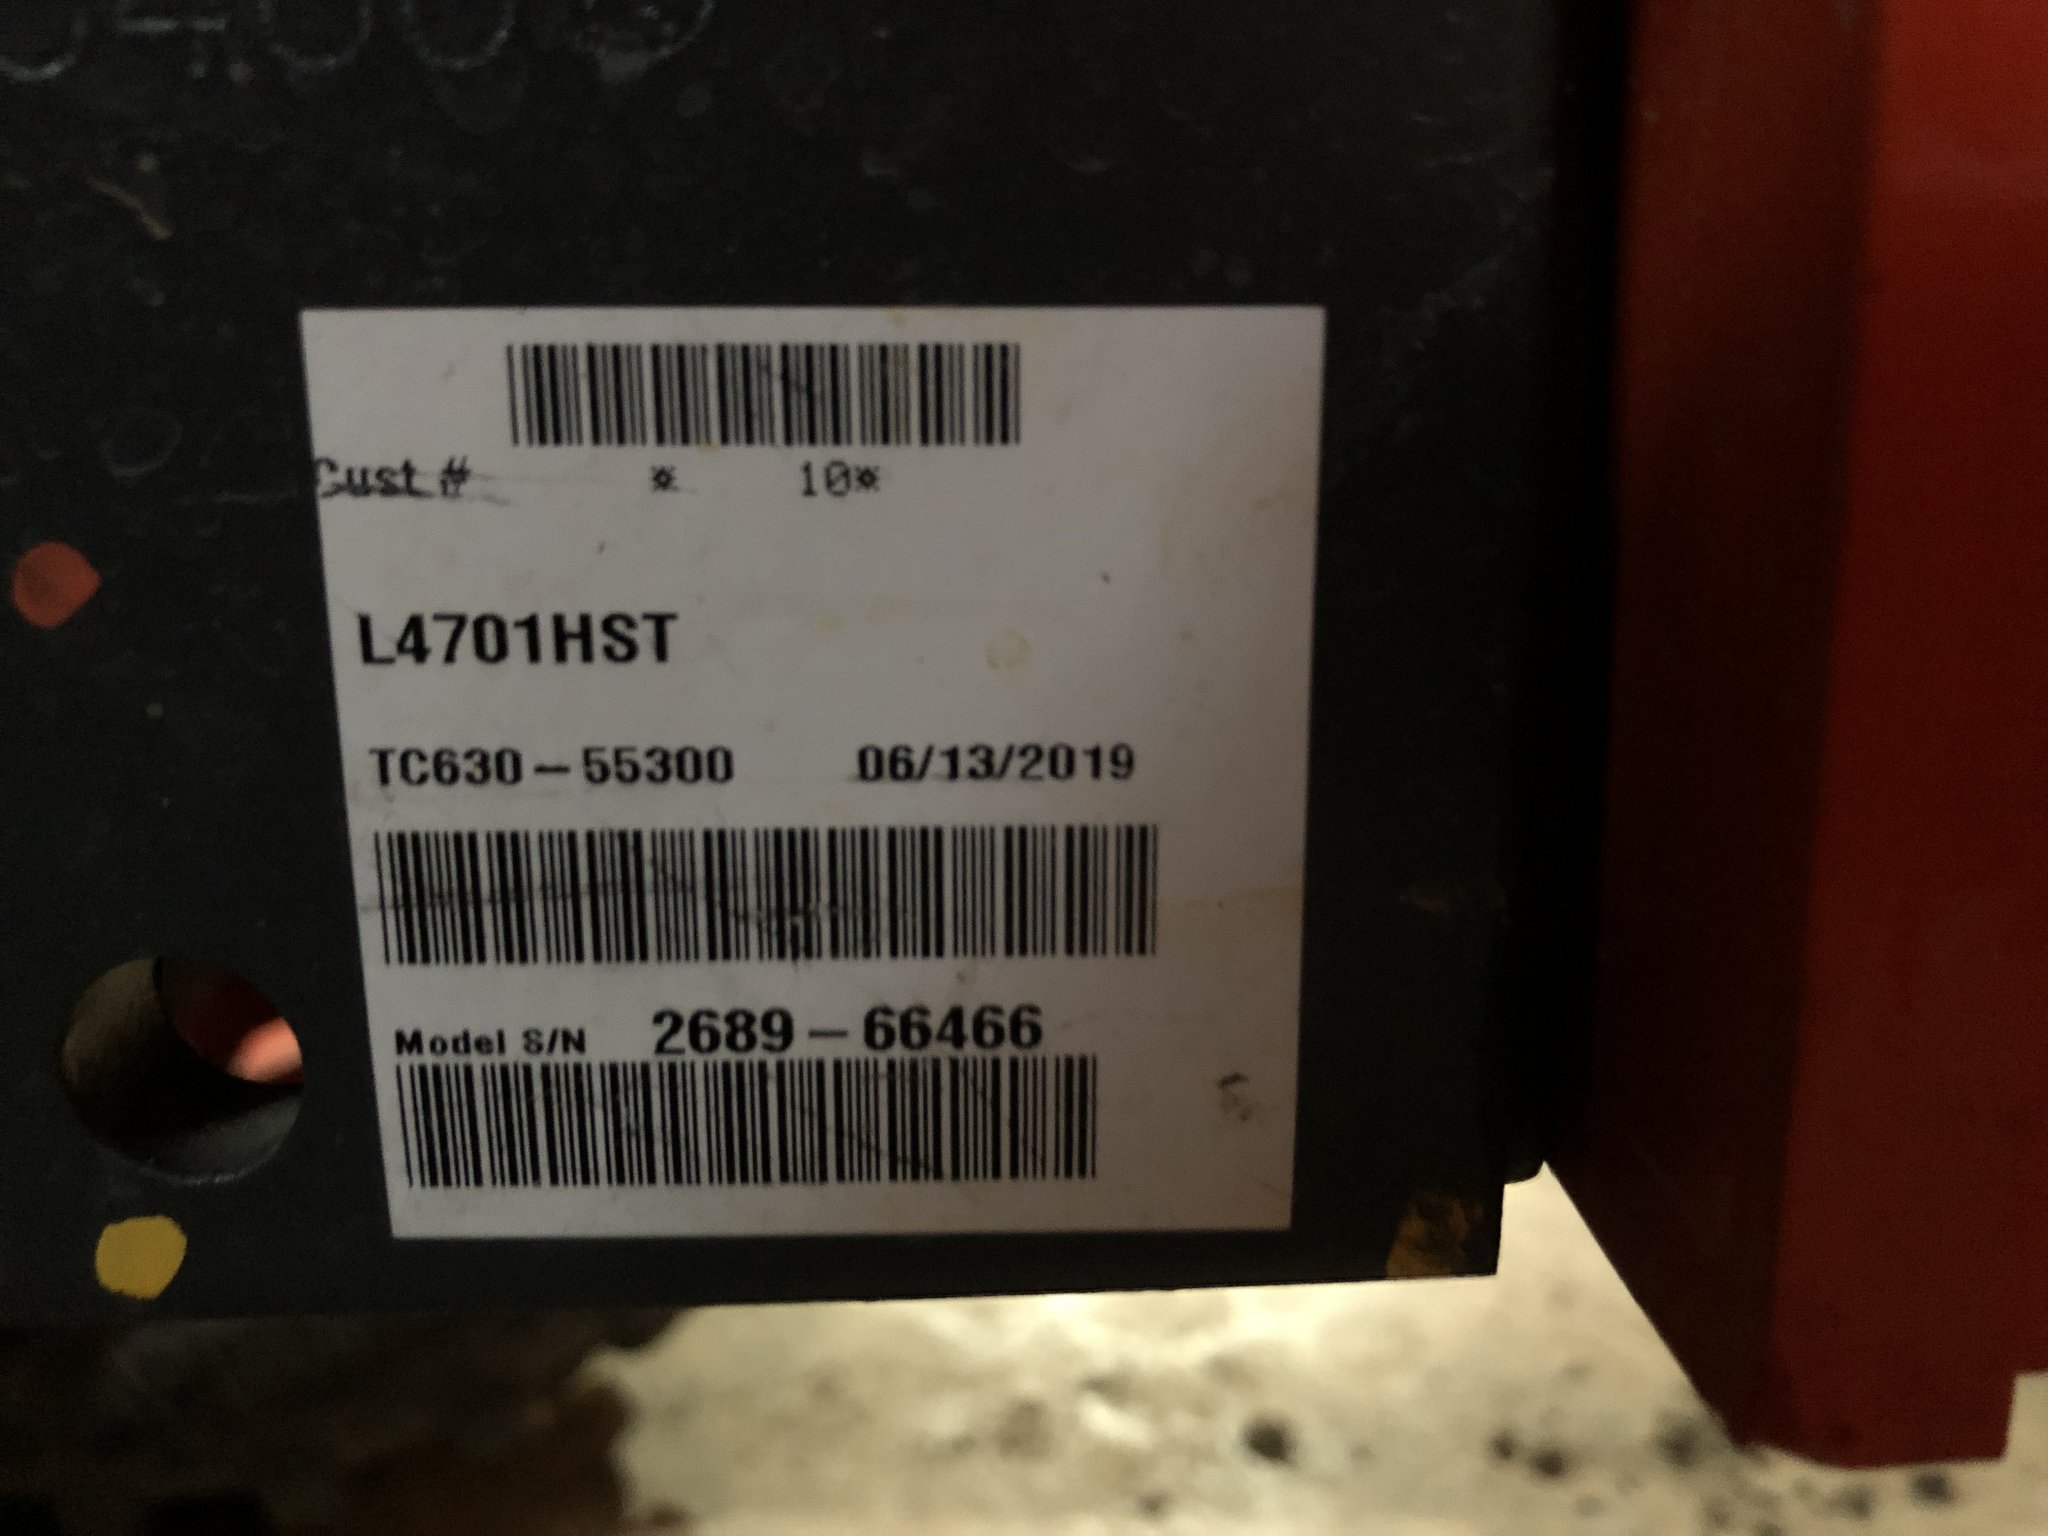 Cust # * 10*
L4701HST
TC630-55300 06/13/2019
Model S/N 2689-66466